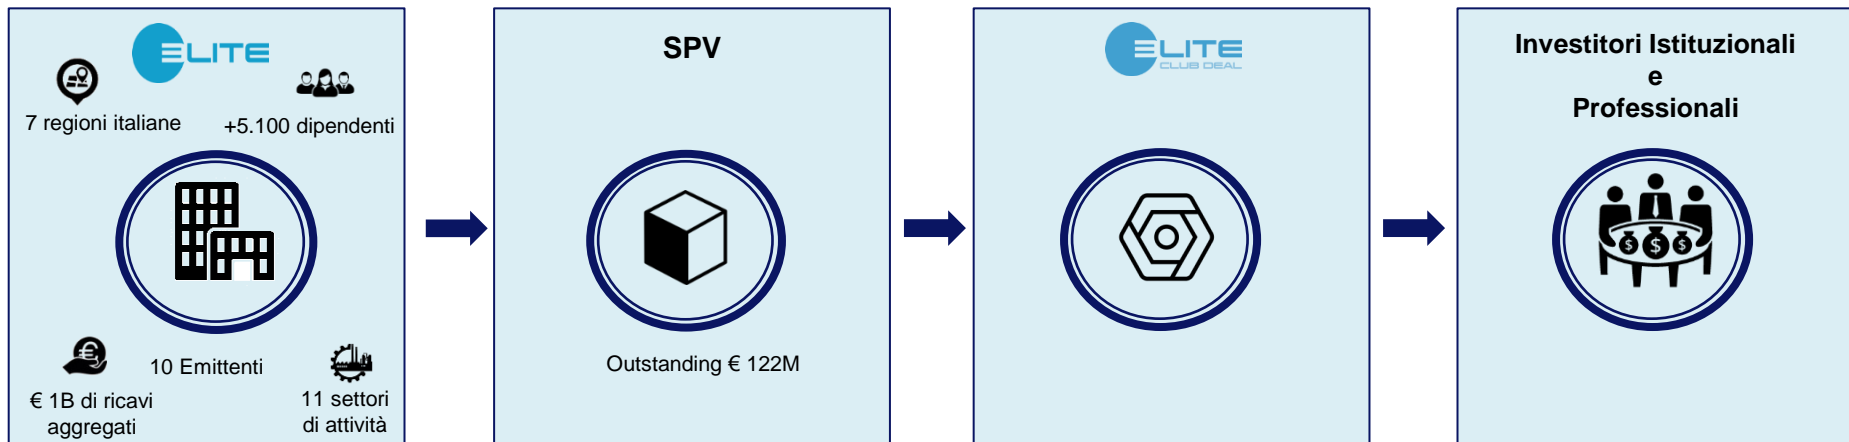 ELITE
7 regioni italiane
+5.100 dipendenti
10 Emittenti
€ 1B di ricavi
aggregati
11 settori
di attività
SPV
Outstanding € 122M
ELITE
CLUB DEAL
Investitori Istituzionali
e
Professionali